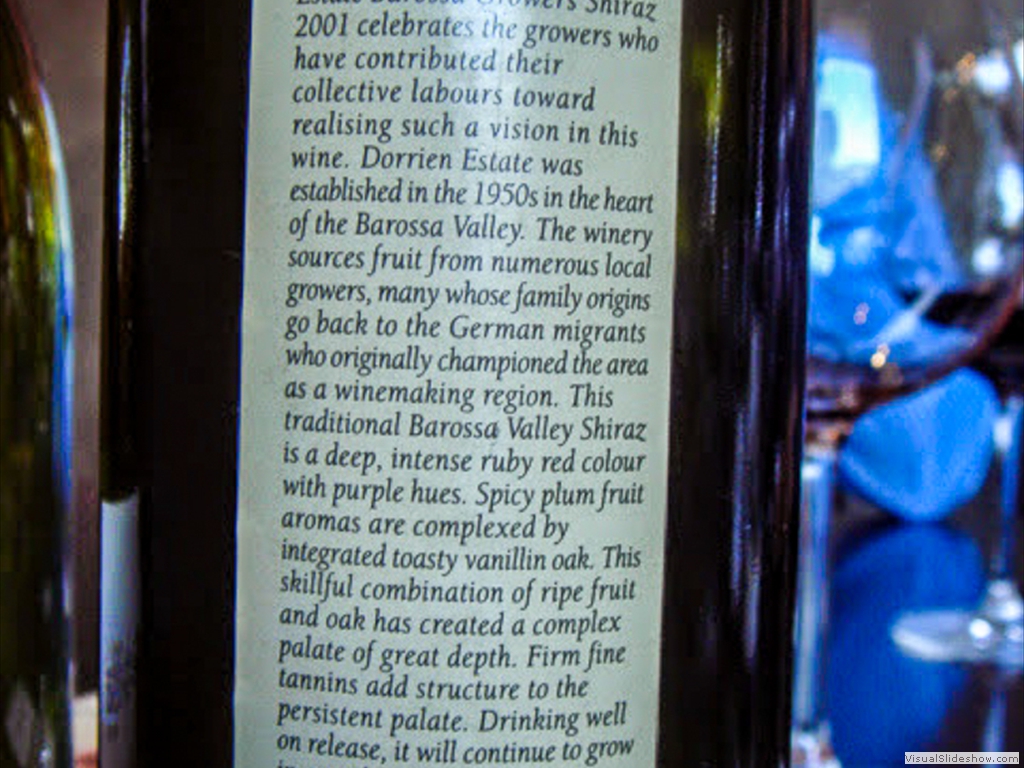 Estate Barossa Growers Shiraz
2001 celebrates the growers who
have contributed their
collective labours toward
realising such a vision in this
wine. Dorrien Estate was
established in the 1950s in the heart
of the Barossa Valley. The winery
sources fruit from numerous local
growers, many whose family origins
go back to the German migrants
who originally championed the area
as a winemaking region. This
traditional Barossa Valley Shiraz
is a deep, intense ruby red colour
with purple hues. Spicy plum fruit
aromas are complexed by
integrated toasty vanillin oak. This
skillful combination of ripe fruit
and oak has created a complex
palate of great depth. Firm fine
tannins add structure to the
persistent palate. Drinking well
on release, it will continue to grow
VisualSlideshow.com